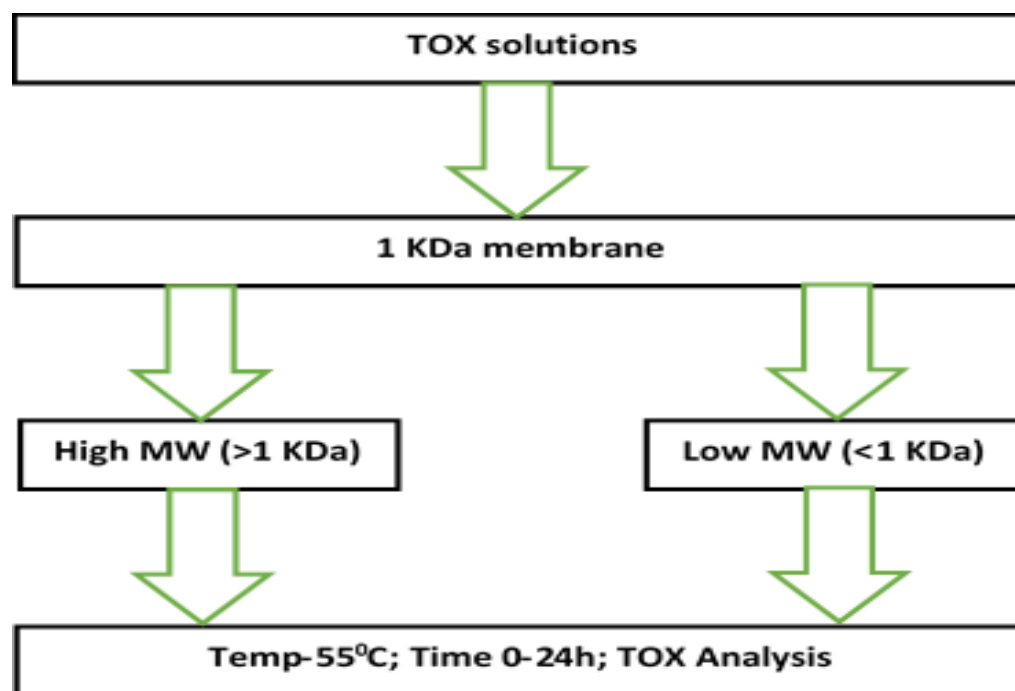 TOX solutions
1 KDa membrane
High MW (>1 KDa)
Low MW (<1 KDa)
Temp-55⁰C; Time 0-24h; TOX Analysis